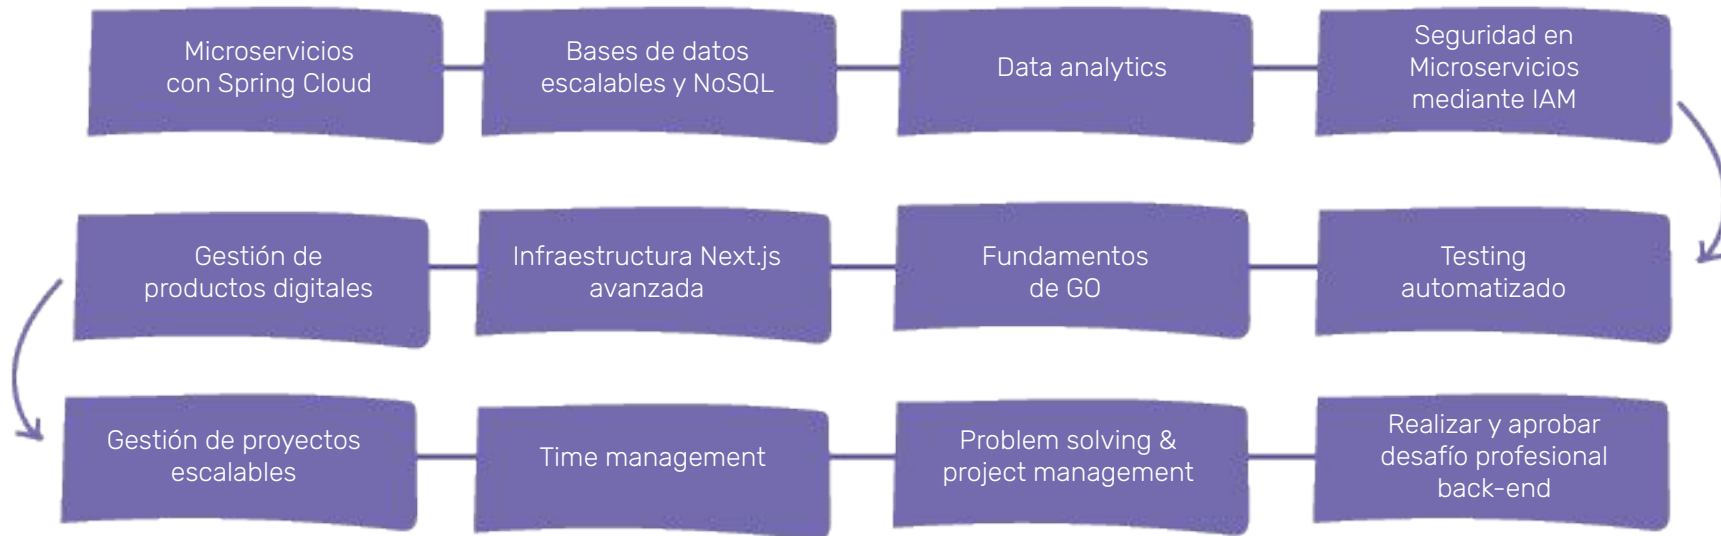 Microservicios
con Spring Cloud
Bases de datos
escalables y NoSQL
Data analytics
Seguridad en
Microservicios
mediante IAM
Testing
automatizado
Fundamentos
de GO
Infraestructura Next.js
avanzada
Gestión de
productos digitales
Gestión de proyectos
escalables
Time management
Problem solving &
project management
Realizar y aprobar
desafío profesional
back-end